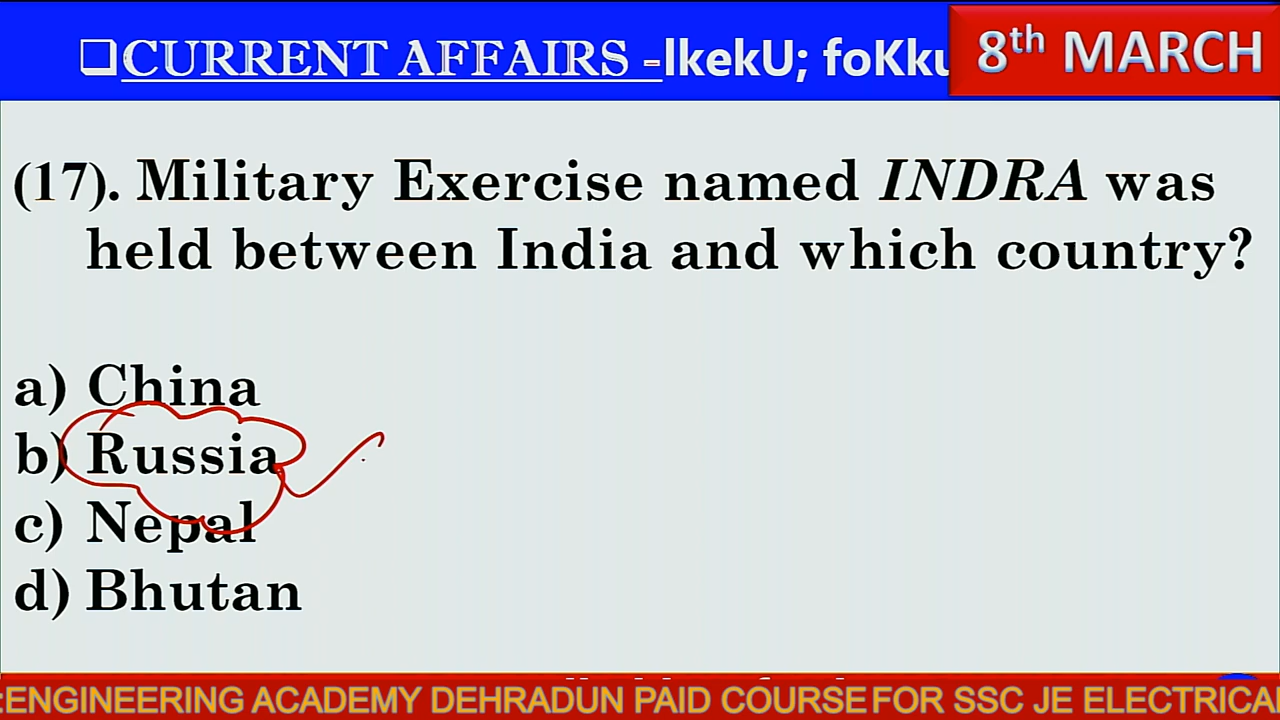 ❑CURRENT AFFAIRS -lkekU; foKku
8th MARCH
(17). Military Exercise named INDRA was
held between India and which country?
a) China
b) Russia
c) Nepal
d) Bhutan
:ENGINEERING ACADEMY DEHRADUN PAID COURSE FOR SSC JE ELECTRICAL